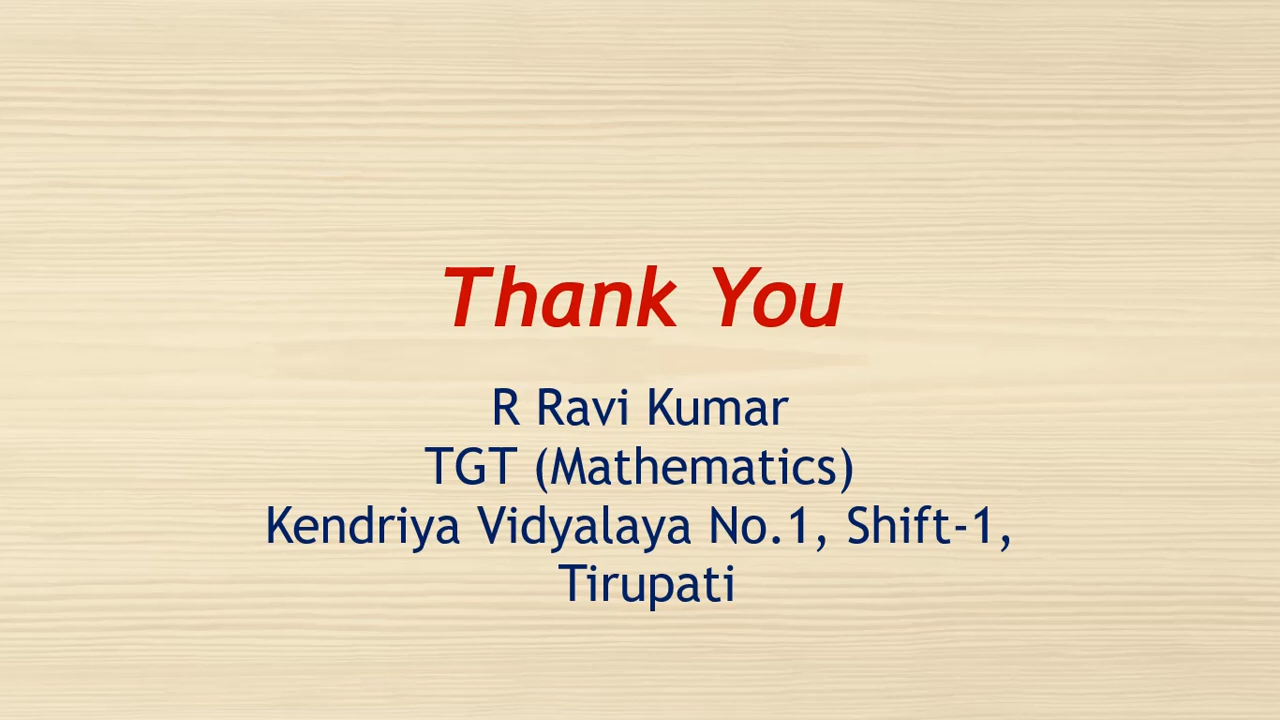 Thank You
R Ravi Kumar
TGT (Mathematics)
Kendriya Vidyalaya No.1, Shift-1,
Tirupati